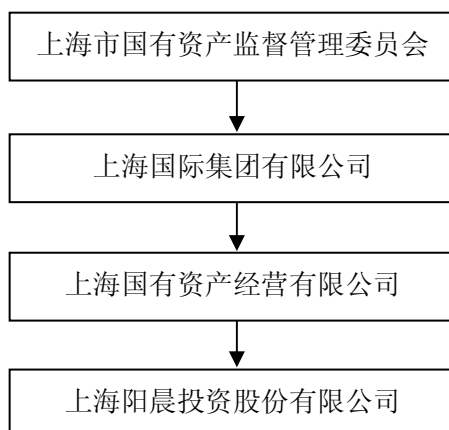 上海市国有资产监督管理委员会
上海国际集团有限公司
上海国有资产经营有限公司
上海阳晨投资股份有限公司